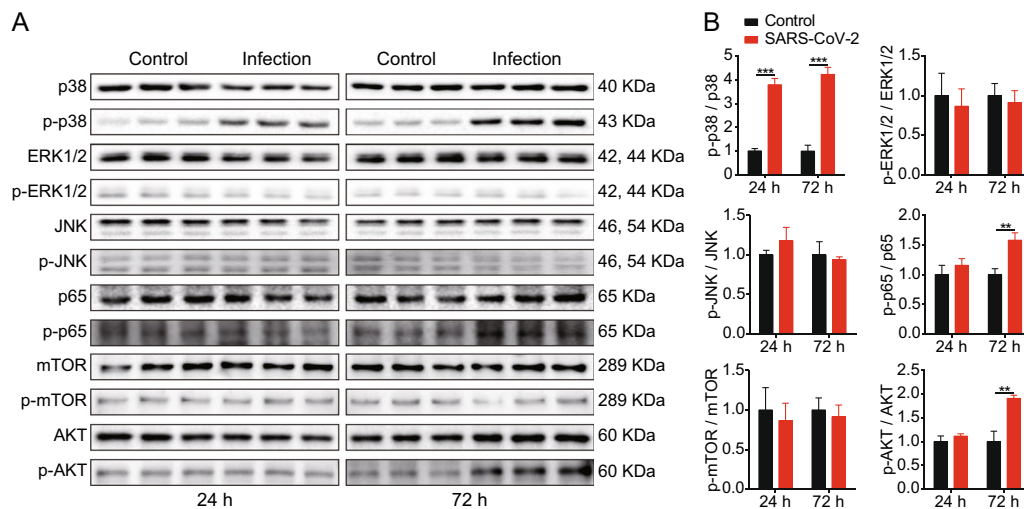 A
Control Infection Control Infection
p38 40 KDa
p-p38 43 KDa
ERK1/2 42, 44 KDa
p-ERK1/2 42, 44 KDa
JNK 46, 54 KDa
p-JNK 46, 54 KDa
p65 65 KDa
p-p65 65 KDa
mTOR 289 KDa
p-mTOR 289 KDa
AKT 60 KDa
p-AKT 60 KDa
24 h 72 h
B
Control
SARS-CoV-2
p-p38 / p38
5
4
3
2
1
0
***
***
24 h 72 h
p-ERK1/2 / ERK1/2
1.5
1.0
0.5
0.0
24 h 72 h
p-JNK / JNK
1.5
1.0
0.5
0.0
24 h 72 h
p-p65 / p65
2.0
1.5
1.0
0.5
0.0
**
24 h 72 h
p-mTOR / mTOR
1.5
1.0
0.5
0.0
24 h 72 h
p-AKT / AKT
2.5
2.0
1.5
1.0
0.5
0.0
**
24 h 72 h